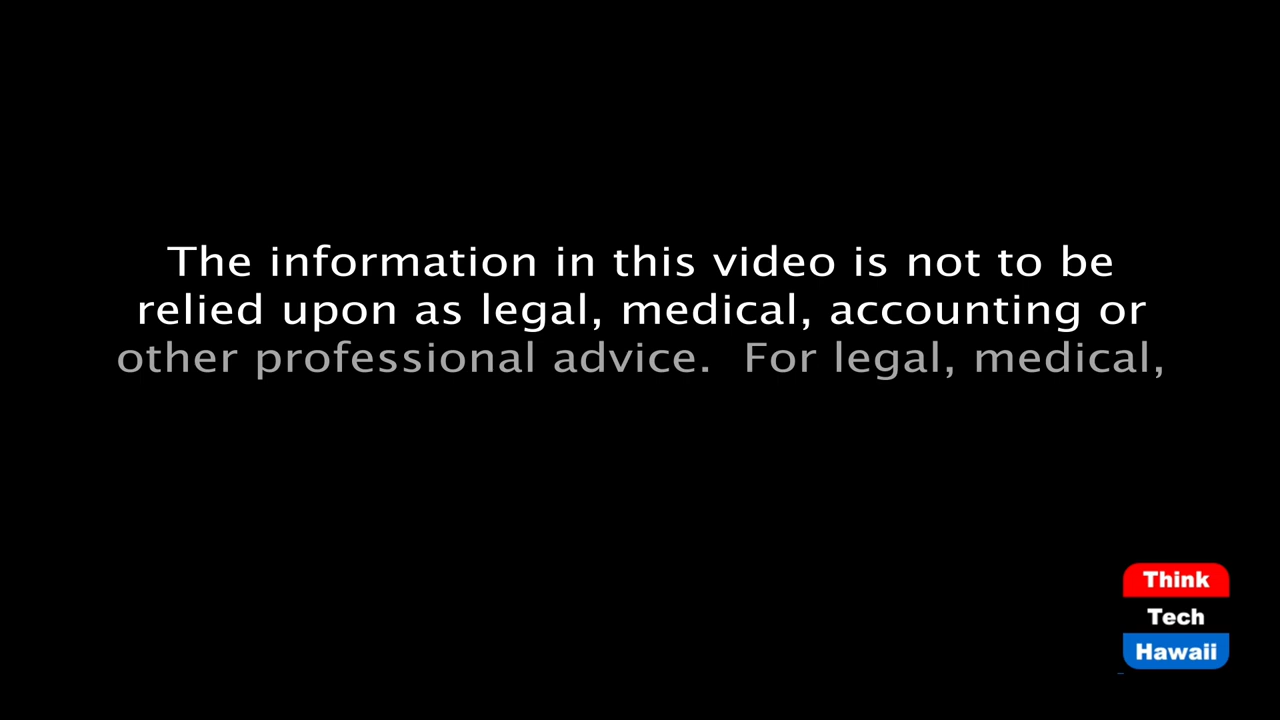 The information in this video is not to be
relied upon as legal, medical, accounting or
other professional advice.  For legal, medical,
Think
Tech
Hawaii